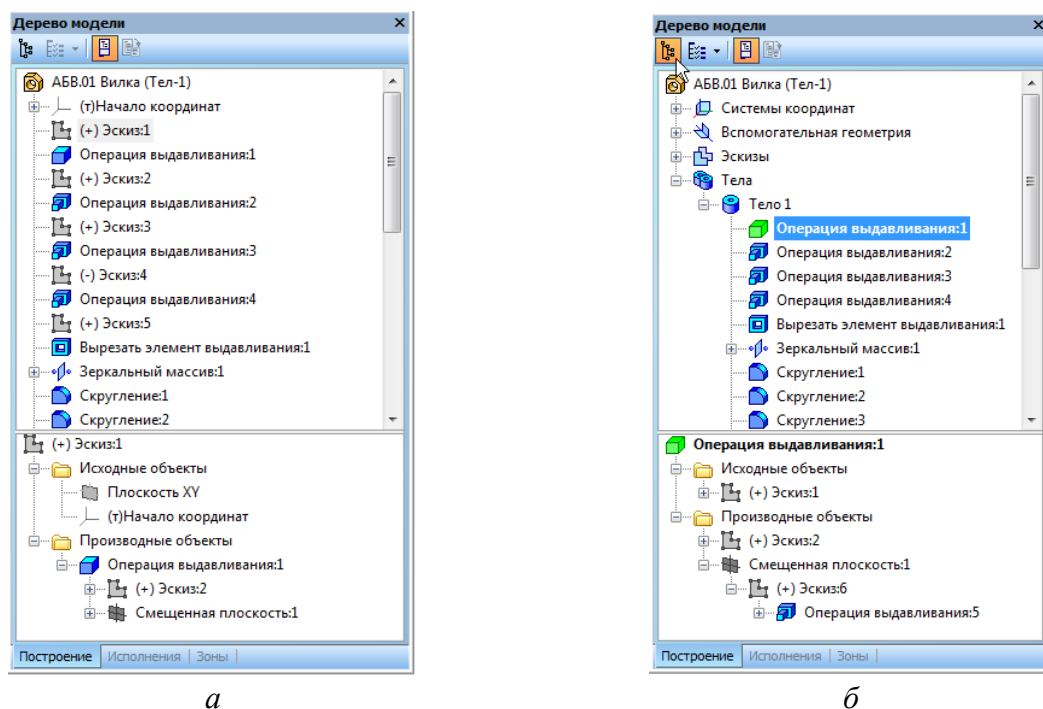 Дерево модели
АБВ.01 Вилка (Тел-1)
(т)Начало координат
(+) Эскиз:1
Операция выдавливания:1
(+) Эскиз:2
Операция выдавливания:2
(+) Эскиз:3
Операция выдавливания:3
(-) Эскиз:4
Операция выдавливания:4
(+) Эскиз:5
Вырезать элемент выдавливания:1
Зеркальный массив:1
Скругление:1
Скругление:2
(+) Эскиз:1
Исходные объекты
Плоскость XY
(т)Начало координат
Производные объекты
Операция выдавливания:1
(+) Эскиз:2
Смещенная плоскость:1
Построение Исполнения Зоны
а
Дерево модели
АБВ.01 Вилка (Тел-1)
Системы координат
Вспомогательная геометрия
Эскизы
Тела
Тело 1
Операция выдавливания:1
Операция выдавливания:2
Операция выдавливания:3
Операция выдавливания:4
Вырезать элемент выдавливания:1
Зеркальный массив:1
Скругление:1
Скругление:2
Скругление:3
Операция выдавливания:1
Исходные объекты
(+) Эскиз:1
Производные объекты
(+) Эскиз:2
Смещенная плоскость:1
(+) Эскиз:6
Операция выдавливания:5
Построение Исполнения Зоны
б